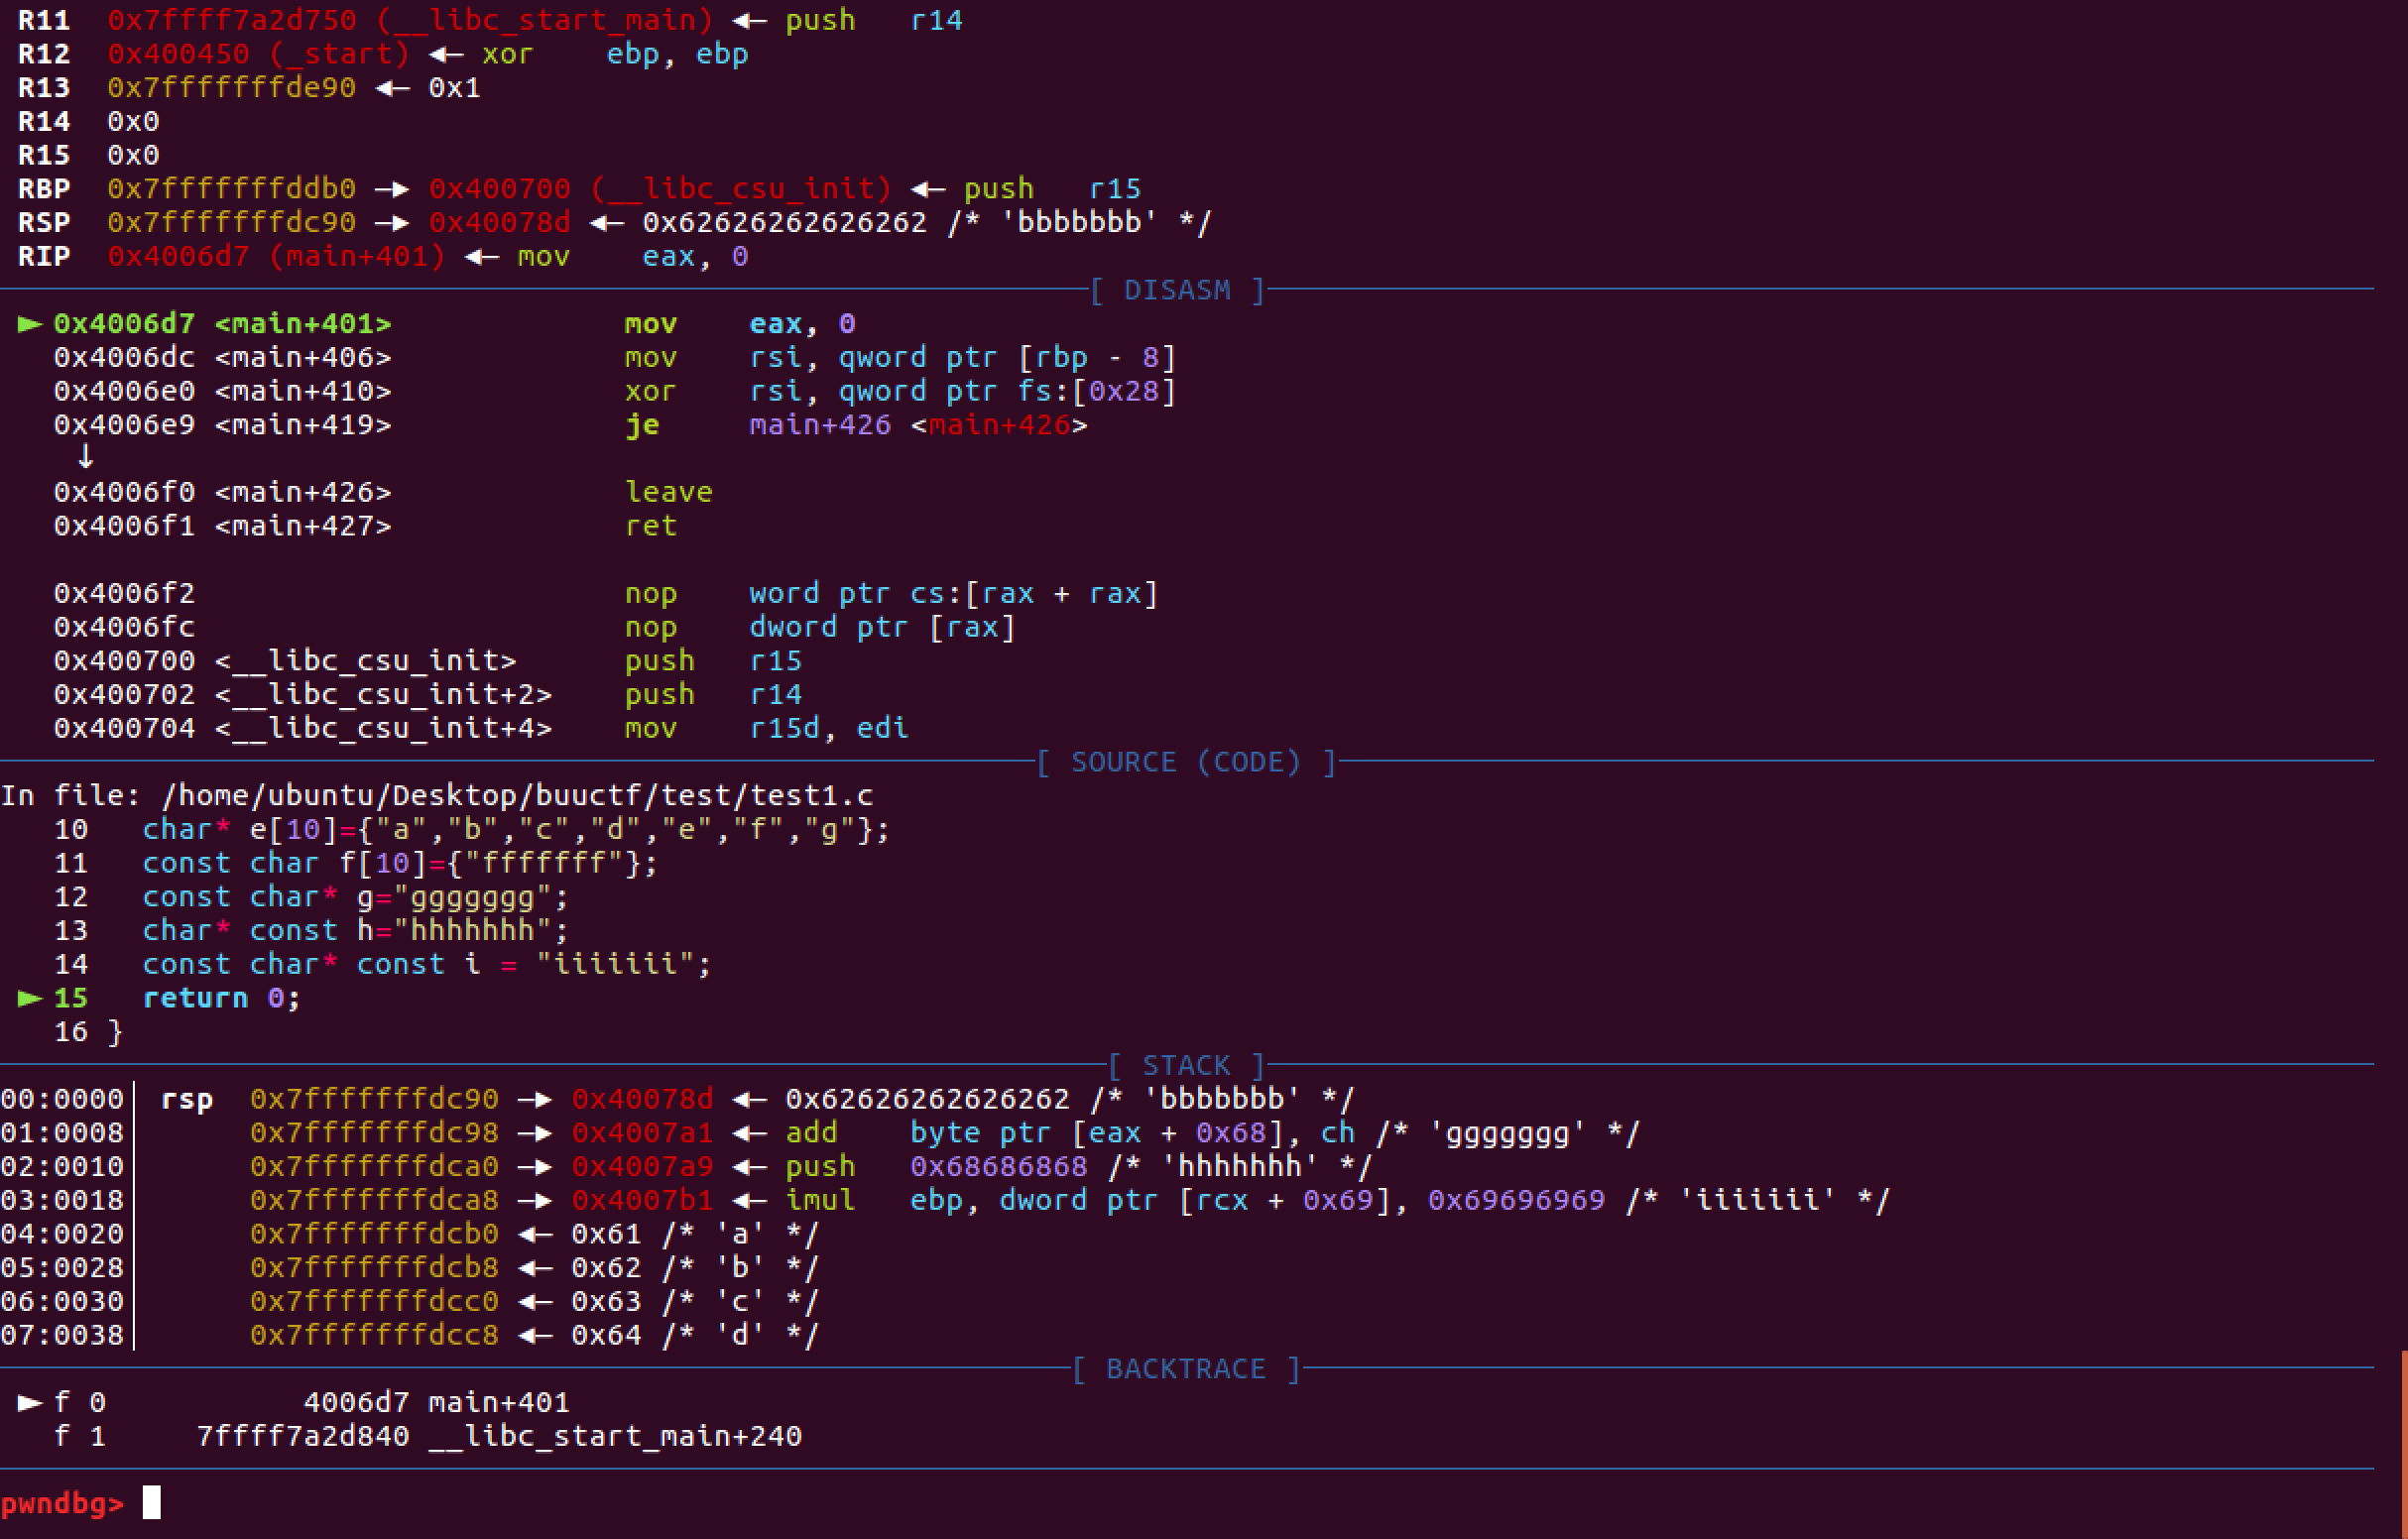 R11  0x7ffff7a2d750 (__libc_start_main) ◂— push   r14
R12  0x400450 (_start) ◂— xor    ebp, ebp
R13  0x7fffffffde90 ◂— 0x1
R14  0x0
R15  0x0
RBP  0x7fffffffddb0 —▸ 0x400700 (__libc_csu_init) ◂— push   r15
RSP  0x7fffffffdc90 —▸ 0x40078d ◂— 0x62626262626262 /* 'bbbbbbb' */
RIP  0x4006d7 (main+401) ◂— mov    eax, 0
[ DISASM ]
► 0x4006d7 <main+401>             mov    eax, 0
0x4006dc <main+406>             mov    rsi, qword ptr [rbp - 8]
0x4006e0 <main+410>             xor    rsi, qword ptr fs:[0x28]
0x4006e9 <main+419>             je     main+426 <main+426>
↓
0x4006f0 <main+426>             leave
0x4006f1 <main+427>             ret
0x4006f2                        nop    word ptr cs:[rax + rax]
0x4006fc                        nop    dword ptr [rax]
0x400700 <__libc_csu_init>      push   r15
0x400702 <__libc_csu_init+2>    push   r14
0x400704 <__libc_csu_init+4>    mov    r15d, edi
[ SOURCE (CODE) ]
In file: /home/ubuntu/Desktop/buuctf/test/test1.c
10   char* e[10]={"a","b","c","d","e","f","g"};
11   const char f[10]={"fffffff"};
12   const char* g="ggggggg";
13   char* const h="hhhhhhh";
14   const char* const i = "iiiiiii";
► 15   return 0;
16 }
[ STACK ]
00:0000│ rsp  0x7fffffffdc90 —▸ 0x40078d ◂— 0x62626262626262 /* 'bbbbbbb' */
01:0008│      0x7fffffffdc98 —▸ 0x4007a1 ◂— add    byte ptr [eax + 0x68], ch /* 'ggggggg' */
02:0010│      0x7fffffffdca0 —▸ 0x4007a9 ◂— push   0x68686868 /* 'hhhhhhh' */
03:0018│      0x7fffffffdca8 —▸ 0x4007b1 ◂— imul   ebp, dword ptr [rcx + 0x69], 0x69696969 /* 'iiiiiii' */
04:0020│      0x7fffffffdcb0 ◂— 0x61 /* 'a' */
05:0028│      0x7fffffffdcb8 ◂— 0x62 /* 'b' */
06:0030│      0x7fffffffdcc0 ◂— 0x63 /* 'c' */
07:0038│      0x7fffffffdcc8 ◂— 0x64 /* 'd' */
[ BACKTRACE ]
► f 0           4006d7 main+401
f 1     7ffff7a2d840 __libc_start_main+240
pwndbg>